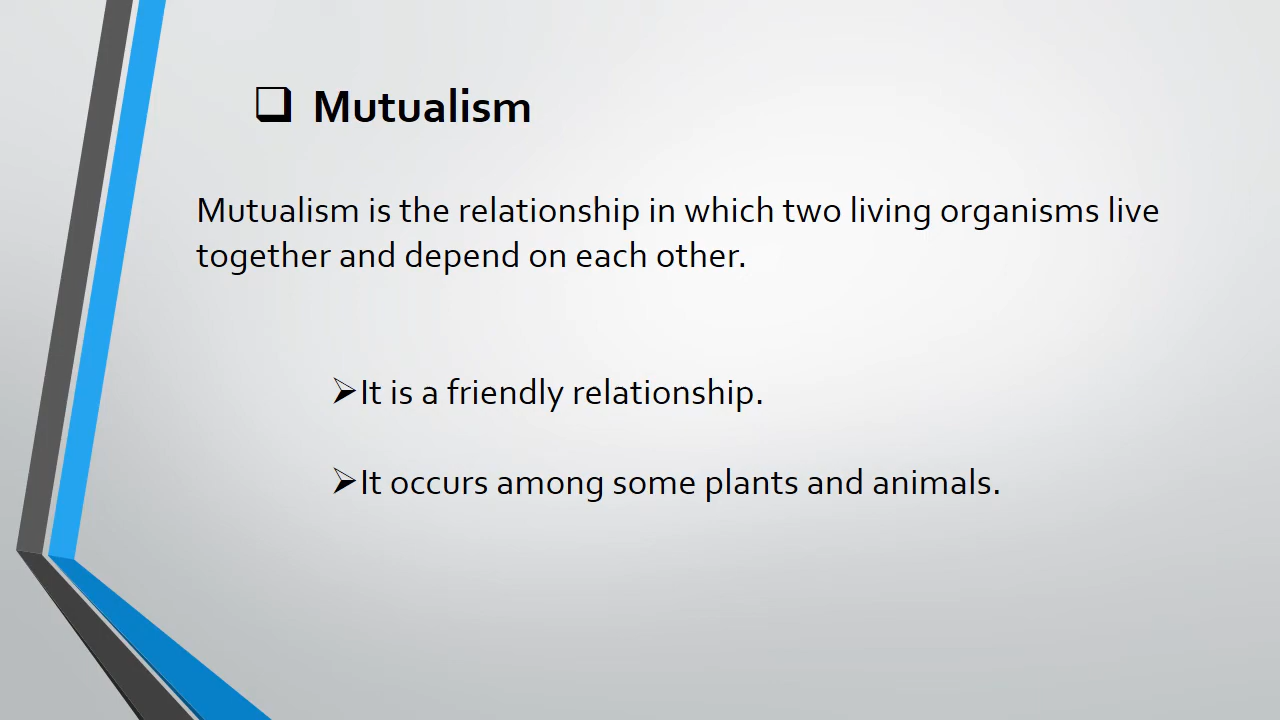 ❑ Mutualism
Mutualism is the relationship in which two living organisms live
together and depend on each other.
➢It is a friendly relationship.
➢It occurs among some plants and animals.